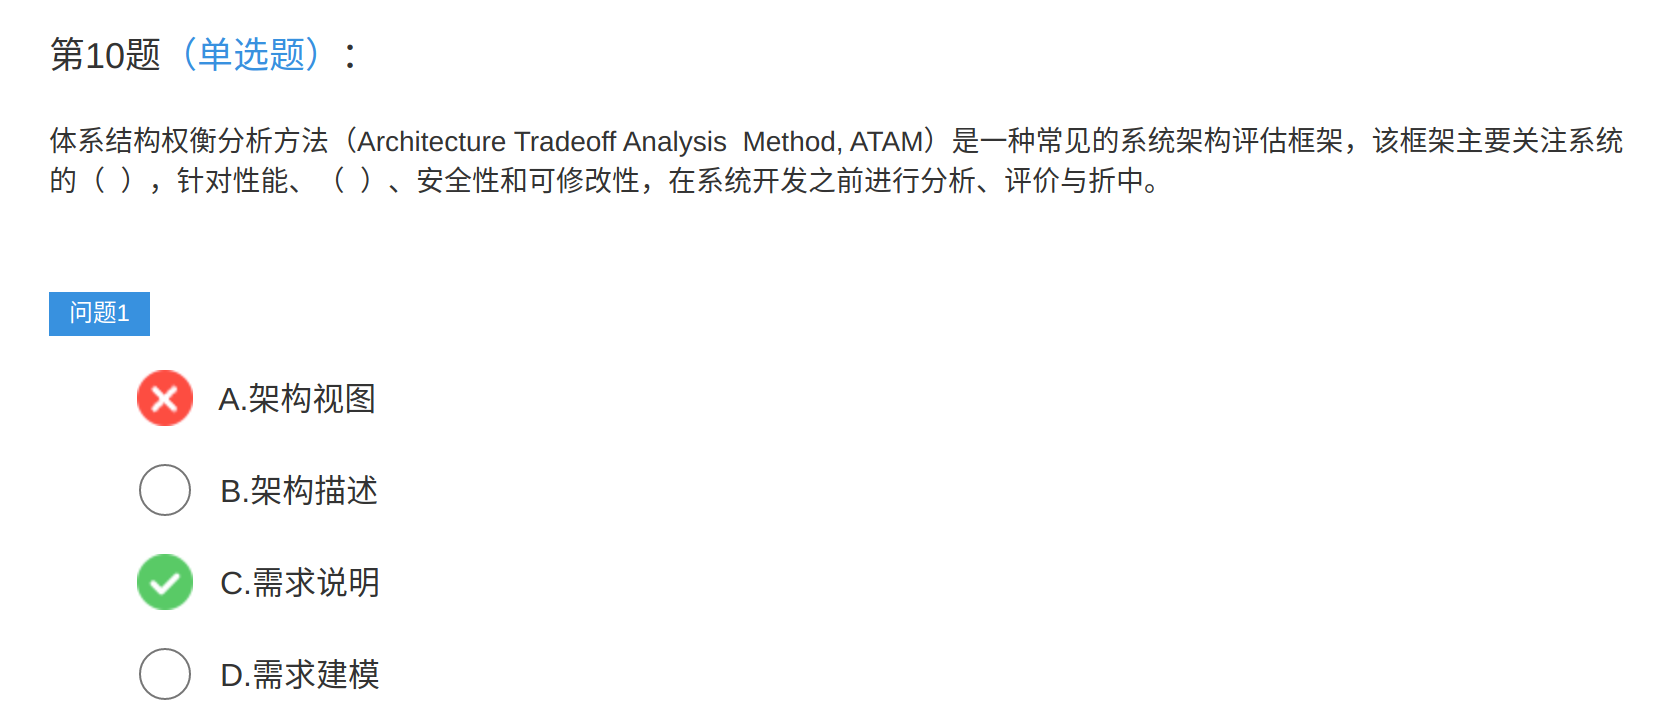 第10题（单选题）：
体系结构权衡分析方法（Architecture Tradeoff Analysis  Method, ATAM）是一种常见的系统架构评估框架，该框架主要关注系统
的（  ），针对性能、（  ）、安全性和可修改性，在系统开发之前进行分析、评价与折中。
问题1
A.架构视图
B.架构描述
C.需求说明
D.需求建模